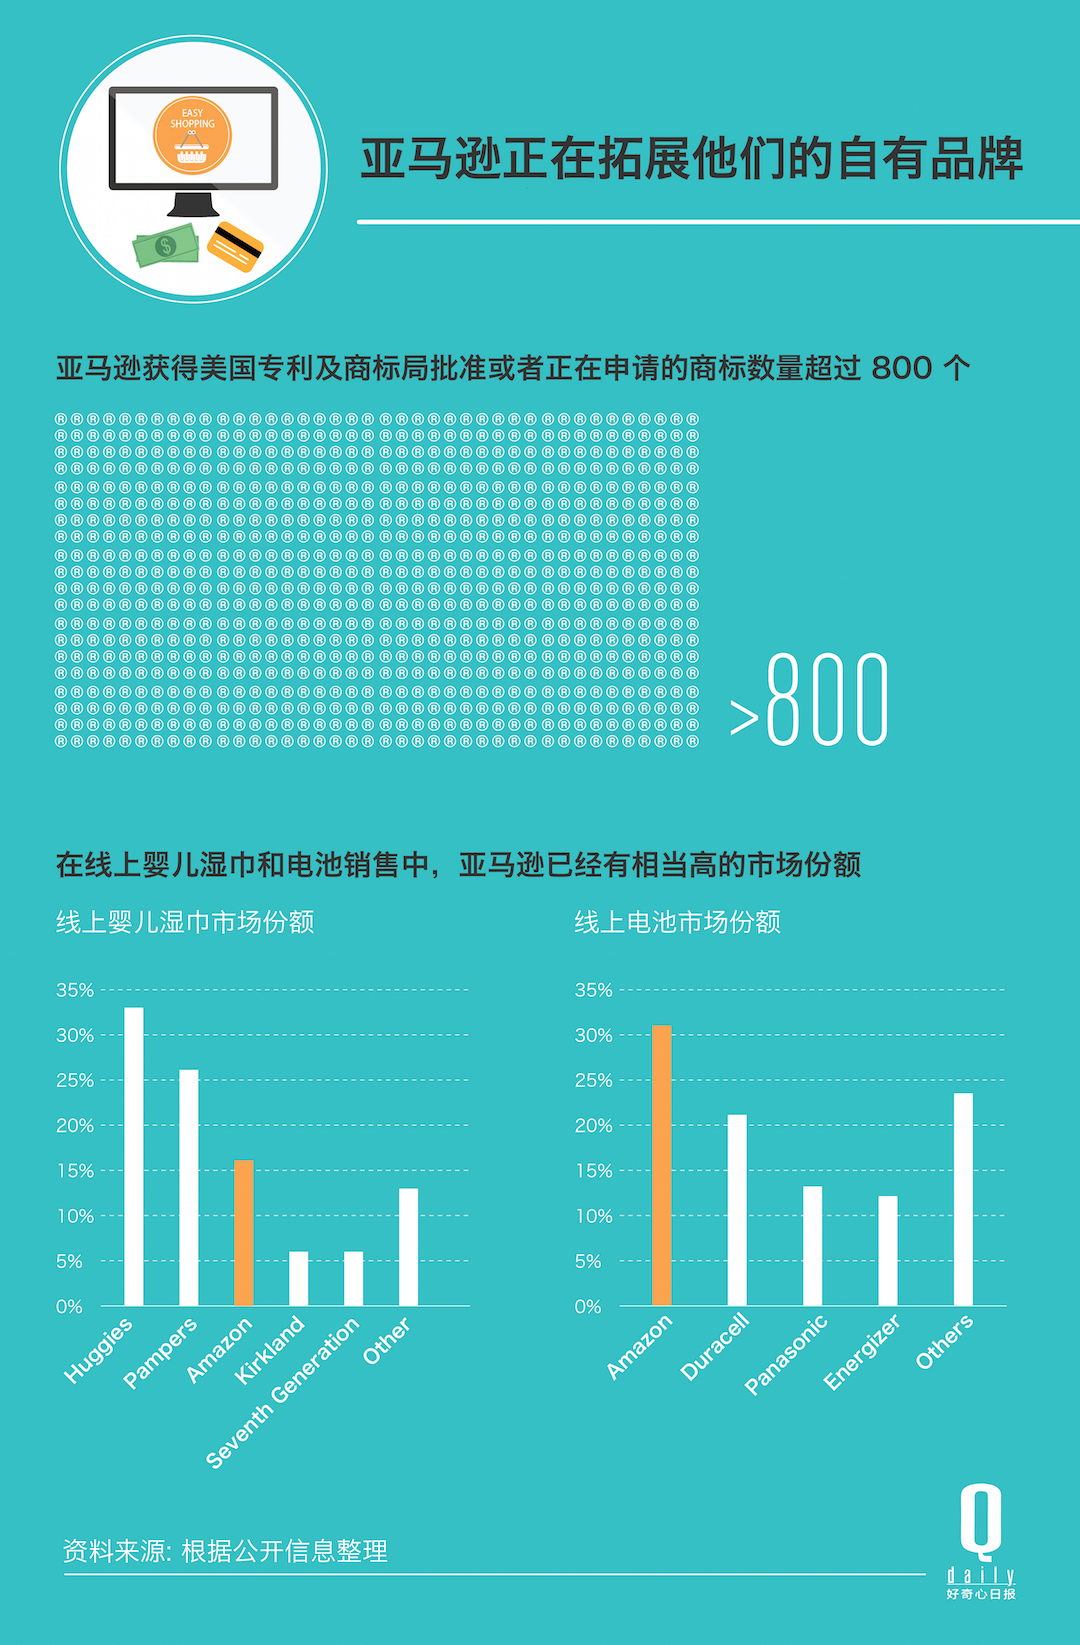 EASY
SHOPPING
亚马逊正在拓展他们的自有品牌
亚马逊获得美国专利及商标局批准或者正在申请的商标数量超过 800 个
>800
在线上婴儿湿巾和电池销售中，亚马逊已经有相当高的市场份额
线上婴儿湿巾市场份额
35%
30%
25%
20%
15%
10%
5%
0%
Huggies
Pampers
Amazon
Kirkland
Seventh Generation
Other
线上电池市场份额
35%
30%
25%
20%
15%
10%
5%
0%
Amazon
Duracell
Panasonic
Energizer
Others
资料来源: 根据公开信息整理
Q
daily
好奇心日报